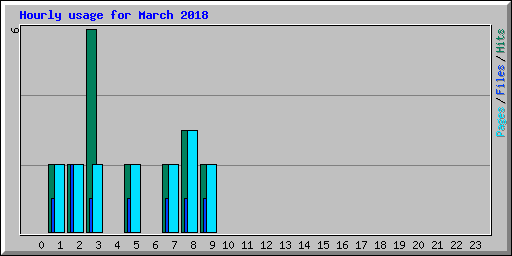 Hourly usage for March 2018
6
Pages/Files/Hits
0 1 2 3 4 5 6 7 8 9 10 11 12 13 14 15 16 17 18 19 20 21 22 23